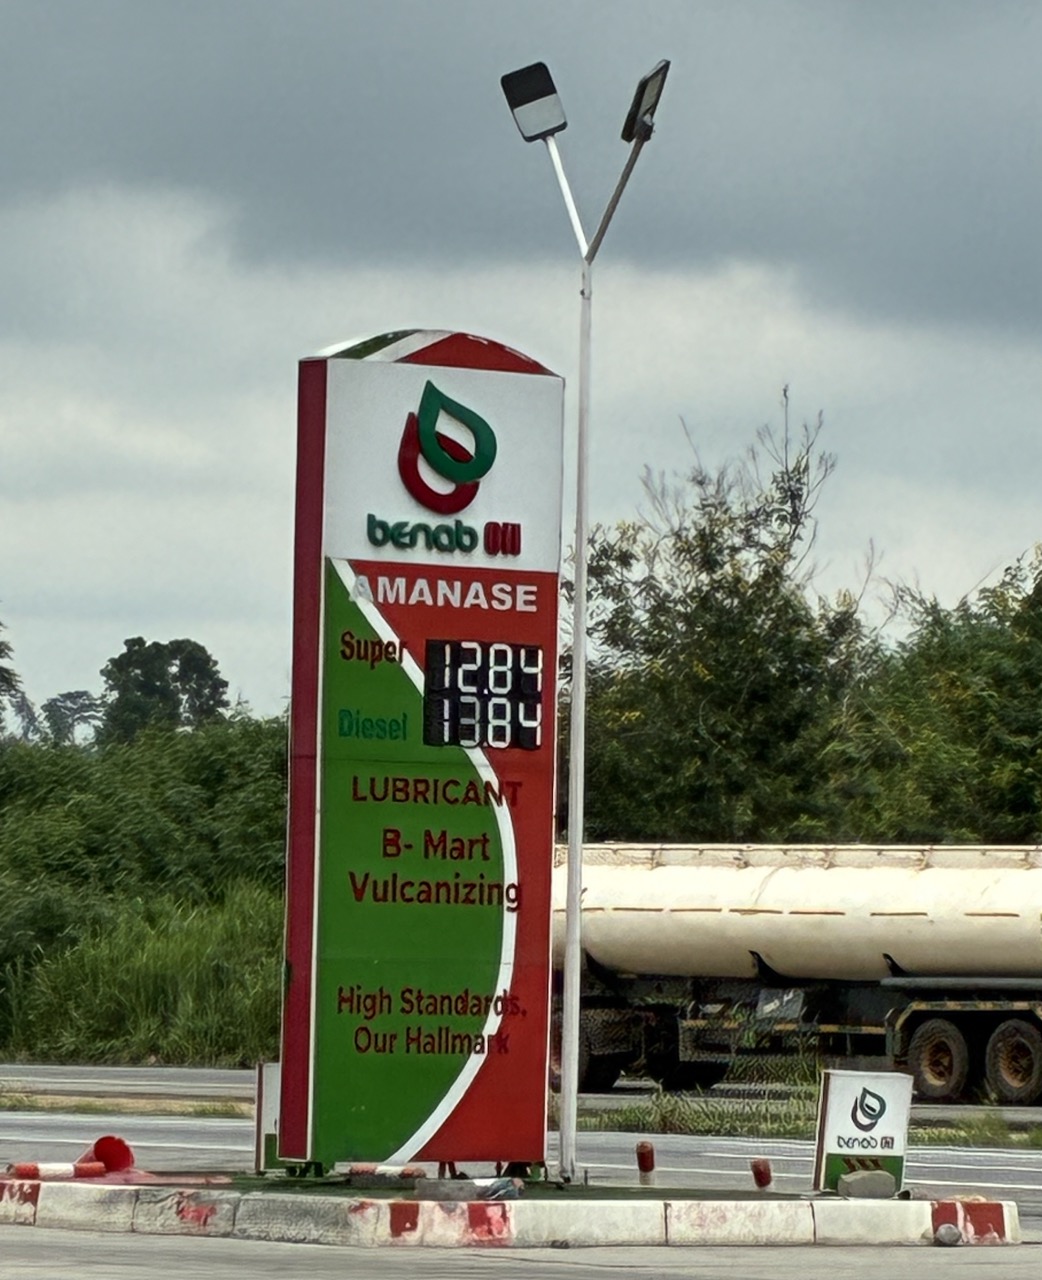 benab Oil
AMANASE
Super 12.84
Diesel 13.84
LUBRICANT
B- Mart
Vulcanizing
High Standards,
Our Hallmark
benab Oil